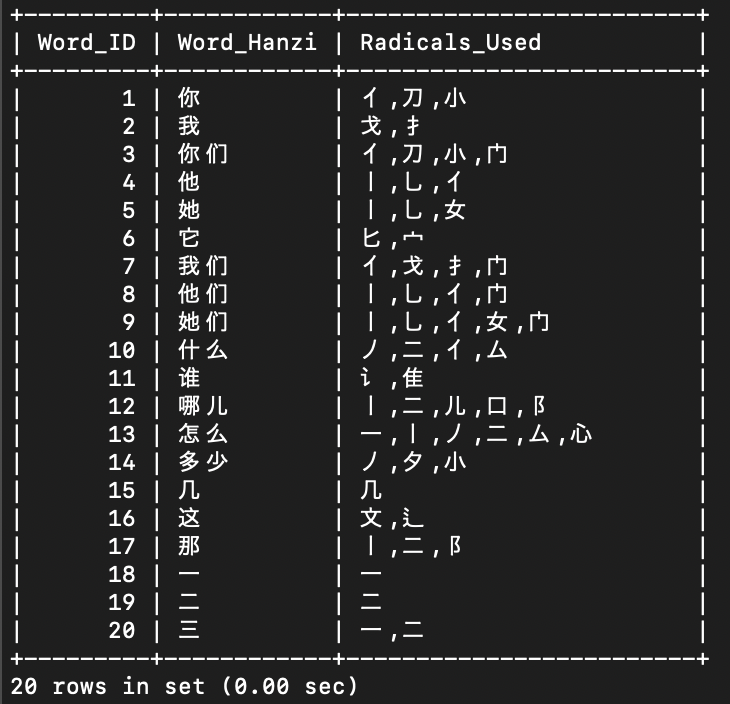 +---------+------------+--------------------------+
| Word_ID | Word_Hanzi | Radicals_Used |
+---------+------------+--------------------------+
| 1 | 你 | 亻,刀,小 |
| 2 | 我 | 戈,扌 |
| 3 | 你们 | 亻,刀,小,门 |
| 4 | 他 | 丨,乚,亻 |
| 5 | 她 | 丨,乚,女 |
| 6 | 它 | 匕,宀 |
| 7 | 我们 | 亻,戈,扌,门 |
| 8 | 他们 | 丨,乚,亻,门 |
| 9 | 她们 | 丨,乚,亻,女,门 |
| 10 | 什么 | 丿,二,亻,厶 |
| 11 | 谁 | 讠,隹 |
| 12 | 哪儿 | 丨,二,儿,口,阝 |
| 13 | 怎么 | 一,丨,丿,二,厶,心 |
| 14 | 多少 | 丿,夕,小 |
| 15 | 几 | 几 |
| 16 | 这 | 文,辶 |
| 17 | 那 | 丨,二,阝 |
| 18 | 一 | 一 |
| 19 | 二 | 二 |
| 20 | 三 | 一,二 |
+---------+------------+--------------------------+
20 rows in set (0.00 sec)